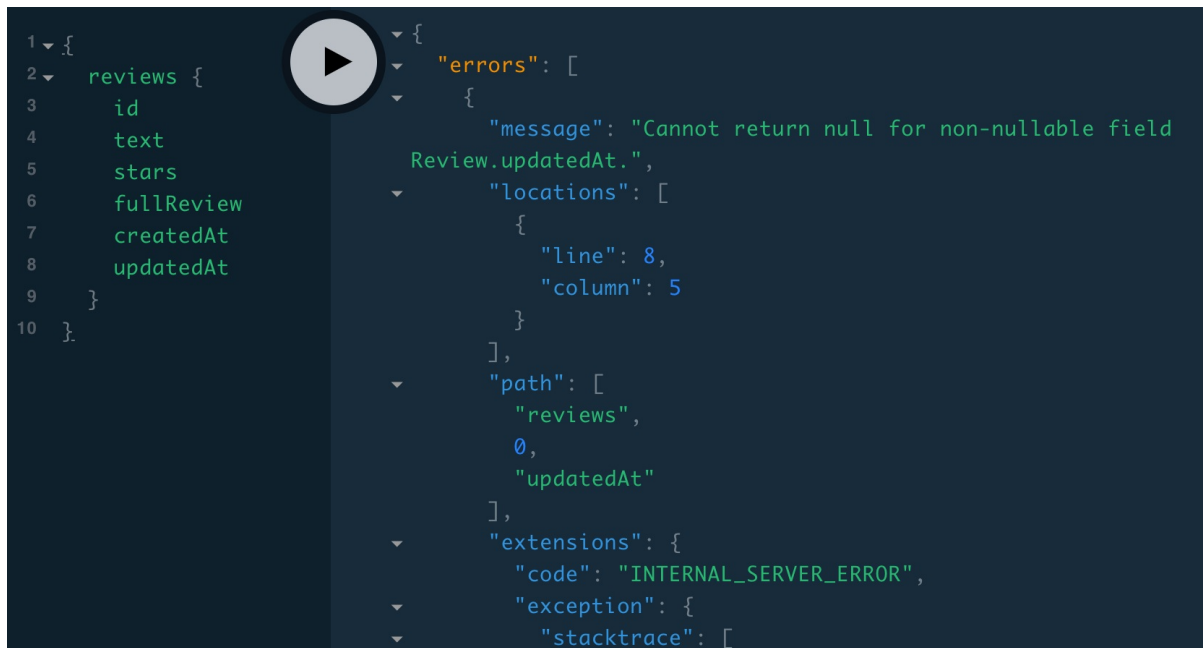 1 {
2 reviews {
3 id
4 text
5 stars
6 fullReview
7 createdAt
8 updatedAt
9 }
10 }
{
"errors": [
{
"message": "Cannot return null for non-nullable field
Review.updatedAt.",
"locations": [
{
"line": 8,
"column": 5
}
],
"path": [
"reviews",
0,
"updatedAt"
],
"extensions": {
"code": "INTERNAL_SERVER_ERROR",
"exception": {
"stacktrace": [